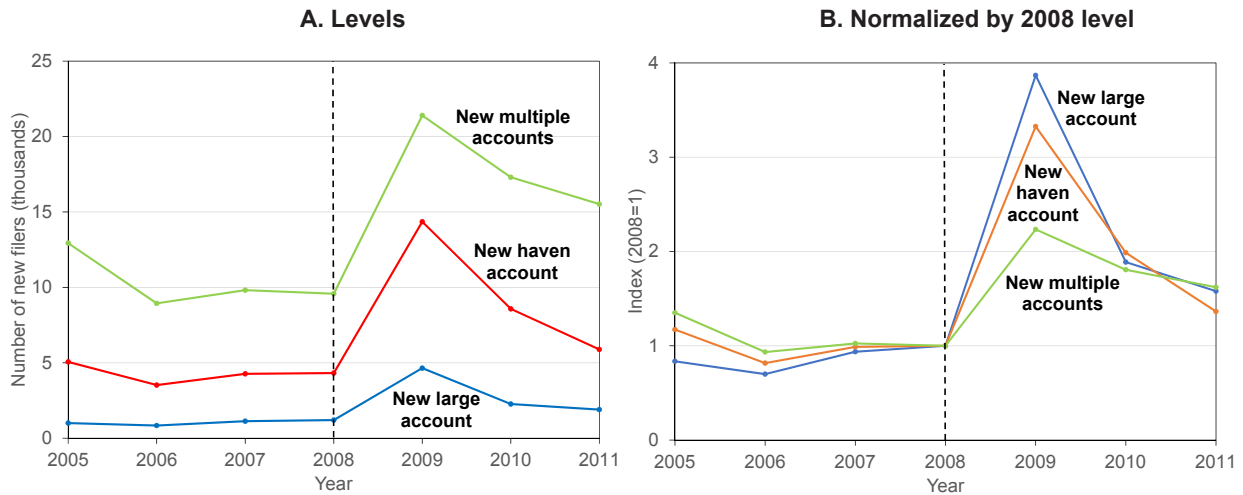 A. Levels
Number of new filers (thousands)
25
20
15
10
5
0
New multiple
accounts
New haven
account
New large
account
2005 2006 2007 2008 2009 2010 2011
Year
B. Normalized by 2008 level
Index (2008=1)
4
3
2
1
0
New large
account
New
haven
account
New multiple
accounts
2005 2006 2007 2008 2009 2010 2011
Year